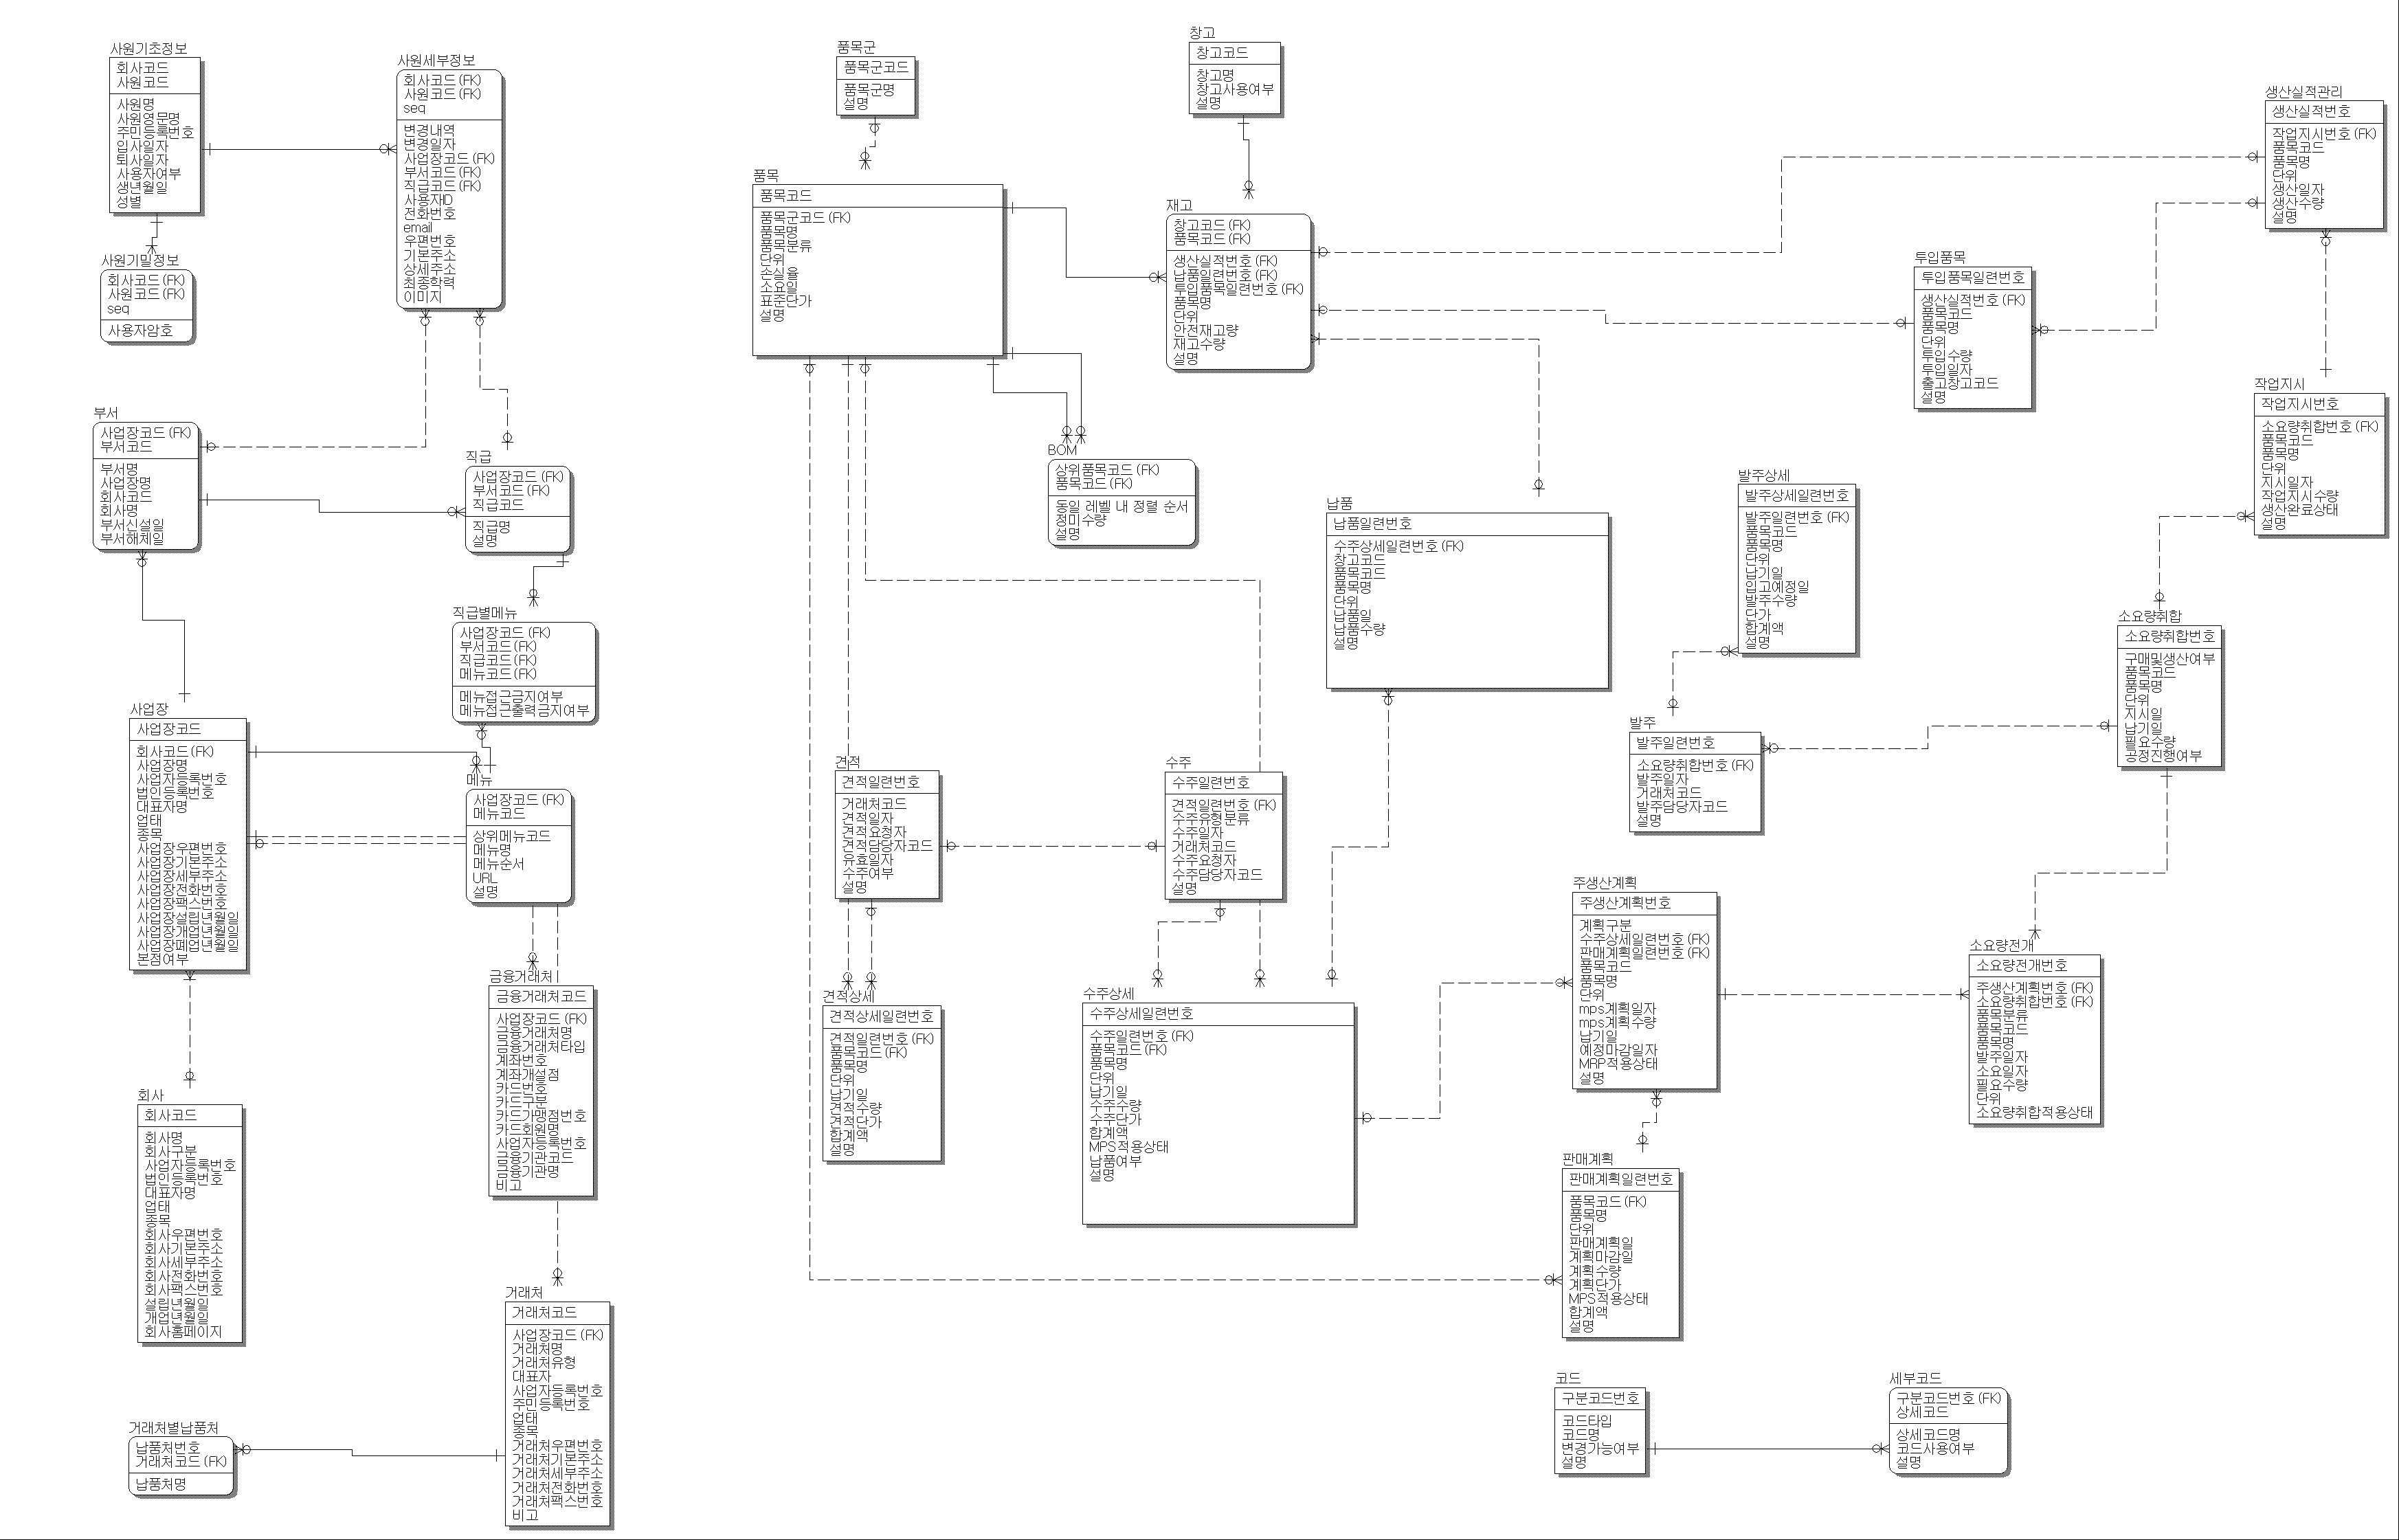 사원기초정보
회사코드
사원코드
사원명
사원영문명
주민등록번호
입사일자
퇴사일자
사용자여부
생년월일
성별
사원세부정보
회사코드 (FK)
사원코드 (FK)
seq
변경내역
변경일자
사업장코드 (FK)
부서코드 (FK)
직급코드 (FK)
사용자ID
전화번호
email
우편번호
기본주소
상세주소
최종학력
이미지
사원기밀정보
회사코드 (FK)
사원코드 (FK)
seq
사용자암호
부서
사업장코드 (FK)
부서코드
부서명
사업장명
회사코드
회사명
부서신설일
부서해체일
직급
사업장코드 (FK)
부서코드 (FK)
직급코드
직급명
설명
직급별메뉴
사업장코드 (FK)
부서코드 (FK)
직급코드 (FK)
메뉴코드 (FK)
메뉴접근금지여부
메뉴접근출력금지여부
사업장
사업장코드
회사코드 (FK)
사업장명
사업자등록번호
법인등록번호
대표자명
업태
종목
사업장우편번호
사업장기본주소
사업장세부주소
사업장전화번호
사업장팩스번호
사업장설립년월일
사업장개업년월일
사업장폐업년월일
본점여부
메뉴
사업장코드 (FK)
메뉴코드
상위메뉴코드
메뉴명
메뉴순서
URL
설명
금융거래처
금융거래처코드
사업장코드 (FK)
금융거래처명
금융거래처타입
계좌번호
계좌개설점
카드번호
카드구분
카드가맹점번호
카드회원명
사업자등록번호
금융기관코드
금융기관명
비고
회사
회사코드
회사명
회사구분
사업자등록번호
법인등록번호
대표자명
업태
종목
회사우편번호
회사기본주소
회사세부주소
회사전화번호
회사팩스번호
설립년월일
개업년월일
회사홈페이지
거래처
거래처코드
사업장코드 (FK)
거래처명
거래처유형
대표자
사업자등록번호
주민등록번호
업태
종목
거래처우편번호
거래처기본주소
거래처세부주소
거래처전화번호
거래처팩스번호
비고
거래처별납품처
납품처번호
거래처코드 (FK)
납품처명
품목군
품목군코드
품목군명
설명
창고
창고코드
창고명
창고사용여부
설명
품목
품목코드
품목군코드 (FK)
품목명
품목분류
단위
손실율
소요일
표준단가
설명
재고
창고코드 (FK)
품목코드 (FK)
생산실적번호 (FK)
납품일련번호 (FK)
투입품목일련번호 (FK)
품목명
단위
안전재고량
재고수량
설명
BOM
상위품목코드 (FK)
품목코드 (FK)
동일 레벨 내 정렬 순서
정미수량
설명
생산실적관리
생산실적번호
작업지시번호 (FK)
품목코드
품목명
단위
생산일자
생산수량
설명
투입품목
투입품목일련번호
생산실적번호 (FK)
품목코드
품목명
단위
투입수량
투입일자
출고창고코드
설명
작업지시
작업지시번호
소요량취합번호 (FK)
품목코드
품목명
단위
지시일자
작업지시수량
생산완료상태
설명
납품
납품일련번호
수주상세일련번호 (FK)
창고코드
품목코드
품목명
단위
납품일
납품수량
설명
발주상세
발주상세일련번호
발주일련번호 (FK)
품목코드
품목명
단위
납기일
입고예정일
발주수량
단가
합계액
설명
소요량취합
소요량취합번호
구매및생산여부
품목코드
품목명
단위
지시일
납기일
필요수량
공정진행여부
발주
발주일련번호
소요량취합번호 (FK)
발주일자
거래처코드
발주담당자코드
설명
견적
견적일련번호
거래처코드
견적일자
견적요청자
견적담당자코드
유효일자
수주여부
설명
수주
수주일련번호
견적일련번호 (FK)
수주유형분류
수주일자
거래처코드
수주요청자
수주담당자코드
설명
견적상세
견적상세일련번호
견적일련번호 (FK)
품목코드 (FK)
품목명
단위
납기일
견적수량
견적단가
합계액
설명
수주상세
수주상세일련번호
수주일련번호 (FK)
품목코드 (FK)
품목명
단위
납기일
수주수량
수주단가
합계액
MPS적용상태
납품여부
설명
주생산계획
주생산계획번호
계획구분
수주상세일련번호 (FK)
판매계획일련번호 (FK)
품목코드
품목명
단위
mps계획일자
mps계획수량
납기일
예정마감일자
MRP적용상태
설명
소요량전개
소요량전개번호
주생산계획번호 (FK)
소요량취합번호 (FK)
품목분류
품목코드
품목명
발주일자
소요일자
필요수량
단위
소요량취합적용상태
판매계획
판매계획일련번호
품목코드 (FK)
품목명
단위
판매계획일
계획마감일
계획수량
계획단가
MPS적용상태
합계액
설명
코드
구분코드번호
코드타입
코드명
변경가능여부
설명
세부코드
구분코드번호 (FK)
상세코드
상세코드명
코드사용여부
설명